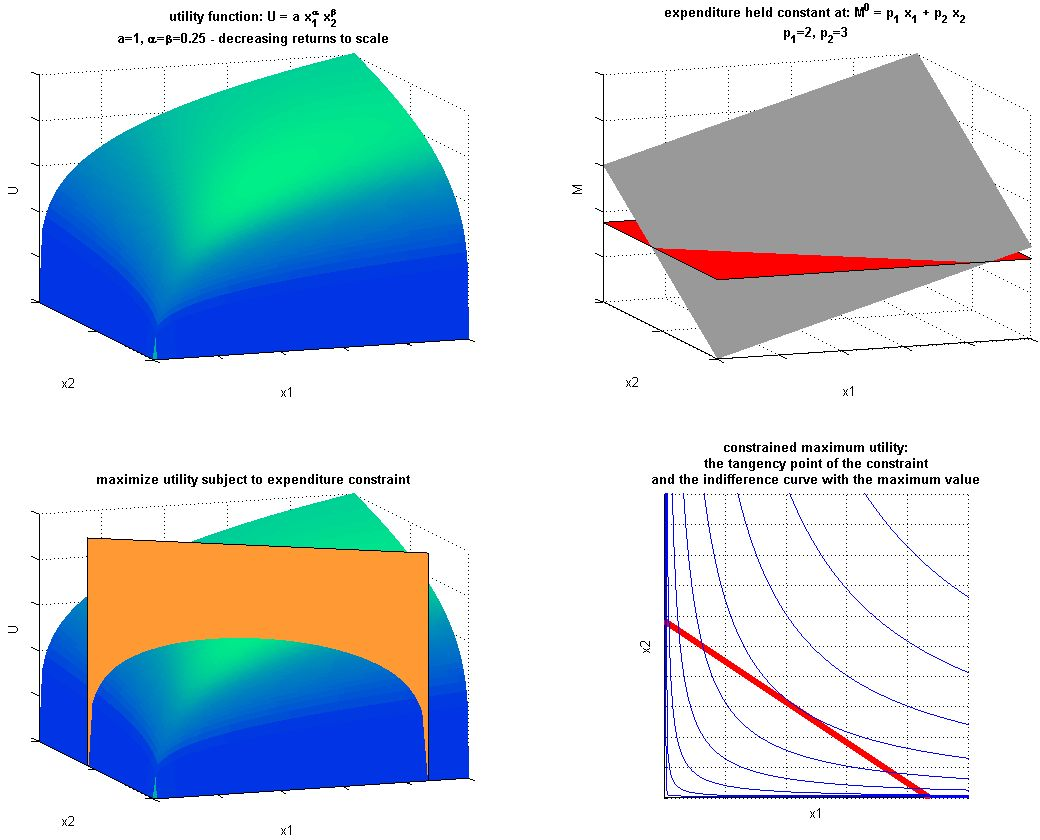 utility function: U = a x₁^α x₂^β
a=1, α=β=0.25 - decreasing returns to scale
U
x2
x1
expenditure held constant at: M⁰ = p₁ x₁ + p₂ x₂
p₁=2, p₂=3
M
x2
x1
maximize utility subject to expenditure constraint
U
x2
x1
constrained maximum utility:
the tangency point of the constraint
and the indifference curve with the maximum value
x2
x1